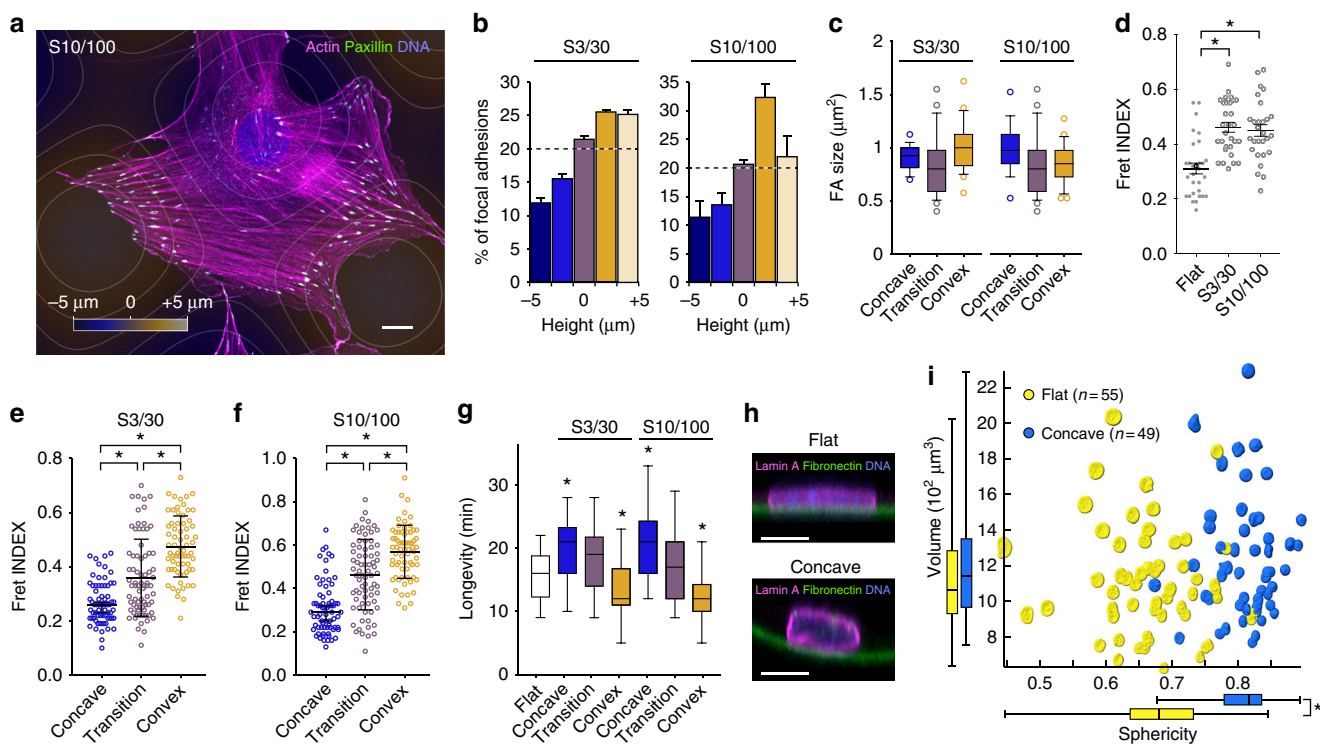 a
S10/100
Actin Paxillin DNA
–5 μm 0 +5 μm
b
S3/30
S10/100
% of focal adhesions
30
25
20
15
10
5
0
–5 0 +5
Height (μm)
35
30
25
20
15
10
5
0
–5 0 +5
Height (μm)
c
S3/30
S10/100
FA size (μm²)
2
1.5
1
0.5
0
Concave
Transition
Convex
Concave
Transition
Convex
d
* *
Fret INDEX
0.8
0.6
0.4
0.2
0.0
Flat
S3/30
S10/100
e
S3/30
*
* *
Fret INDEX
0.8
0.6
0.4
0.2
0.0
Concave
Transition
Convex
f
S10/100
*
* *
Fret INDEX
1.0
0.8
0.6
0.4
0.2
0.0
Concave
Transition
Convex
g
S3/30
S10/100
* * * *
Longevity (min)
30
20
10
0
Flat
Concave
Transition
Convex
Concave
Transition
Convex
h
Flat
Lamin A Fibronectin DNA
Concave
Lamin A Fibronectin DNA
i
Flat (n = 55)
Concave (n = 49)
Volume (10² μm³)
22
20
18
16
14
12
10
8
0.5 0.6 0.7 0.8
*
Sphericity